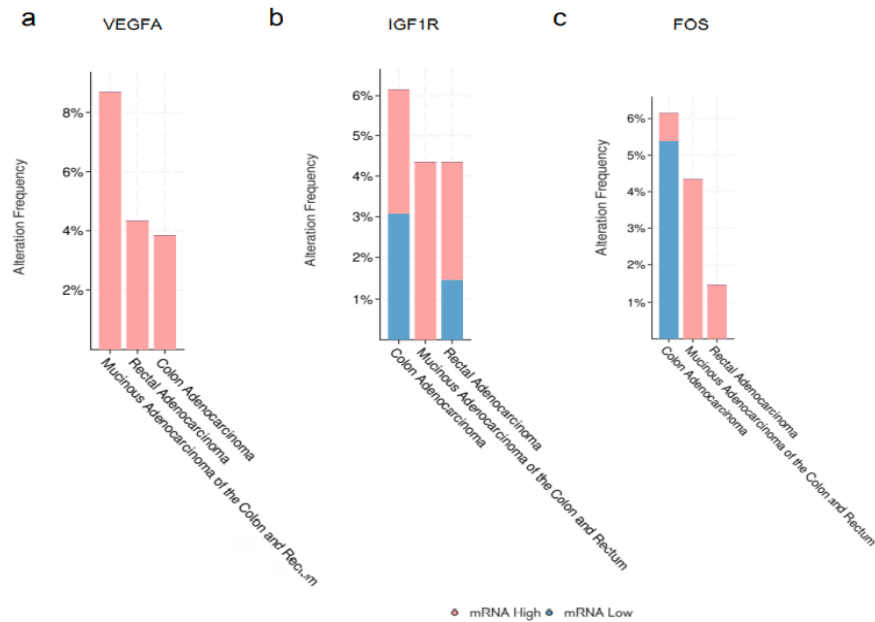 a VEGFA
b IGF1R
c FOS
Alteration Frequency
8%
6%
4%
2%
Mucinous Adenocarcinoma of the Colon and Rectum
Rectal Adenocarcinoma
Colon Adenocarcinoma
Alteration Frequency
6%
5%
4%
3%
2%
1%
Colon Adenocarcinoma
Mucinous Adenocarcinoma of the Colon and Rectum
Rectal Adenocarcinoma
Alteration Frequency
6%
5%
4%
3%
2%
1%
Colon Adenocarcinoma
Mucinous Adenocarcinoma of the Colon and Rectum
Rectal Adenocarcinoma
mRNA High mRNA Low